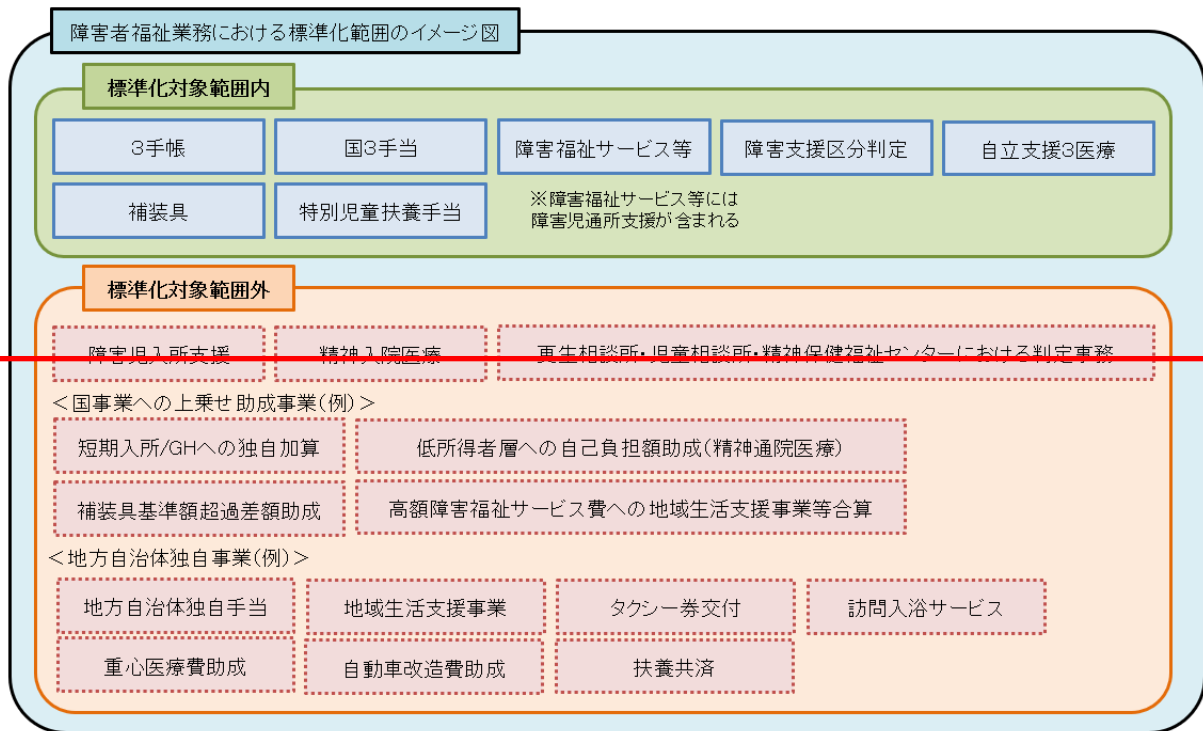 障害者福祉業務における標準化範囲のイメージ図
標準化対象範囲内
3手帳
国3手当
障害福祉サービス等
障害支援区分判定
自立支援3医療
補装具
特別児童扶養手当
※障害福祉サービス等には
障害児通所支援が含まれる
標準化対象範囲外
障害児入所支援
精神入院医療
更生相談所・児童相談所・精神保健福祉センターにおける判定事務
＜国事業への上乗せ助成事業(例)＞
短期入所/GHへの独自加算
低所得者層への自己負担額助成(精神通院医療)
補装具基準額超過差額助成
高額障害福祉サービス費への地域生活支援事業等合算
＜地方自治体独自事業(例)＞
地方自治体独自手当
地域生活支援事業
タクシー券交付
訪問入浴サービス
重心医療費助成
自動車改造費助成
扶養共済